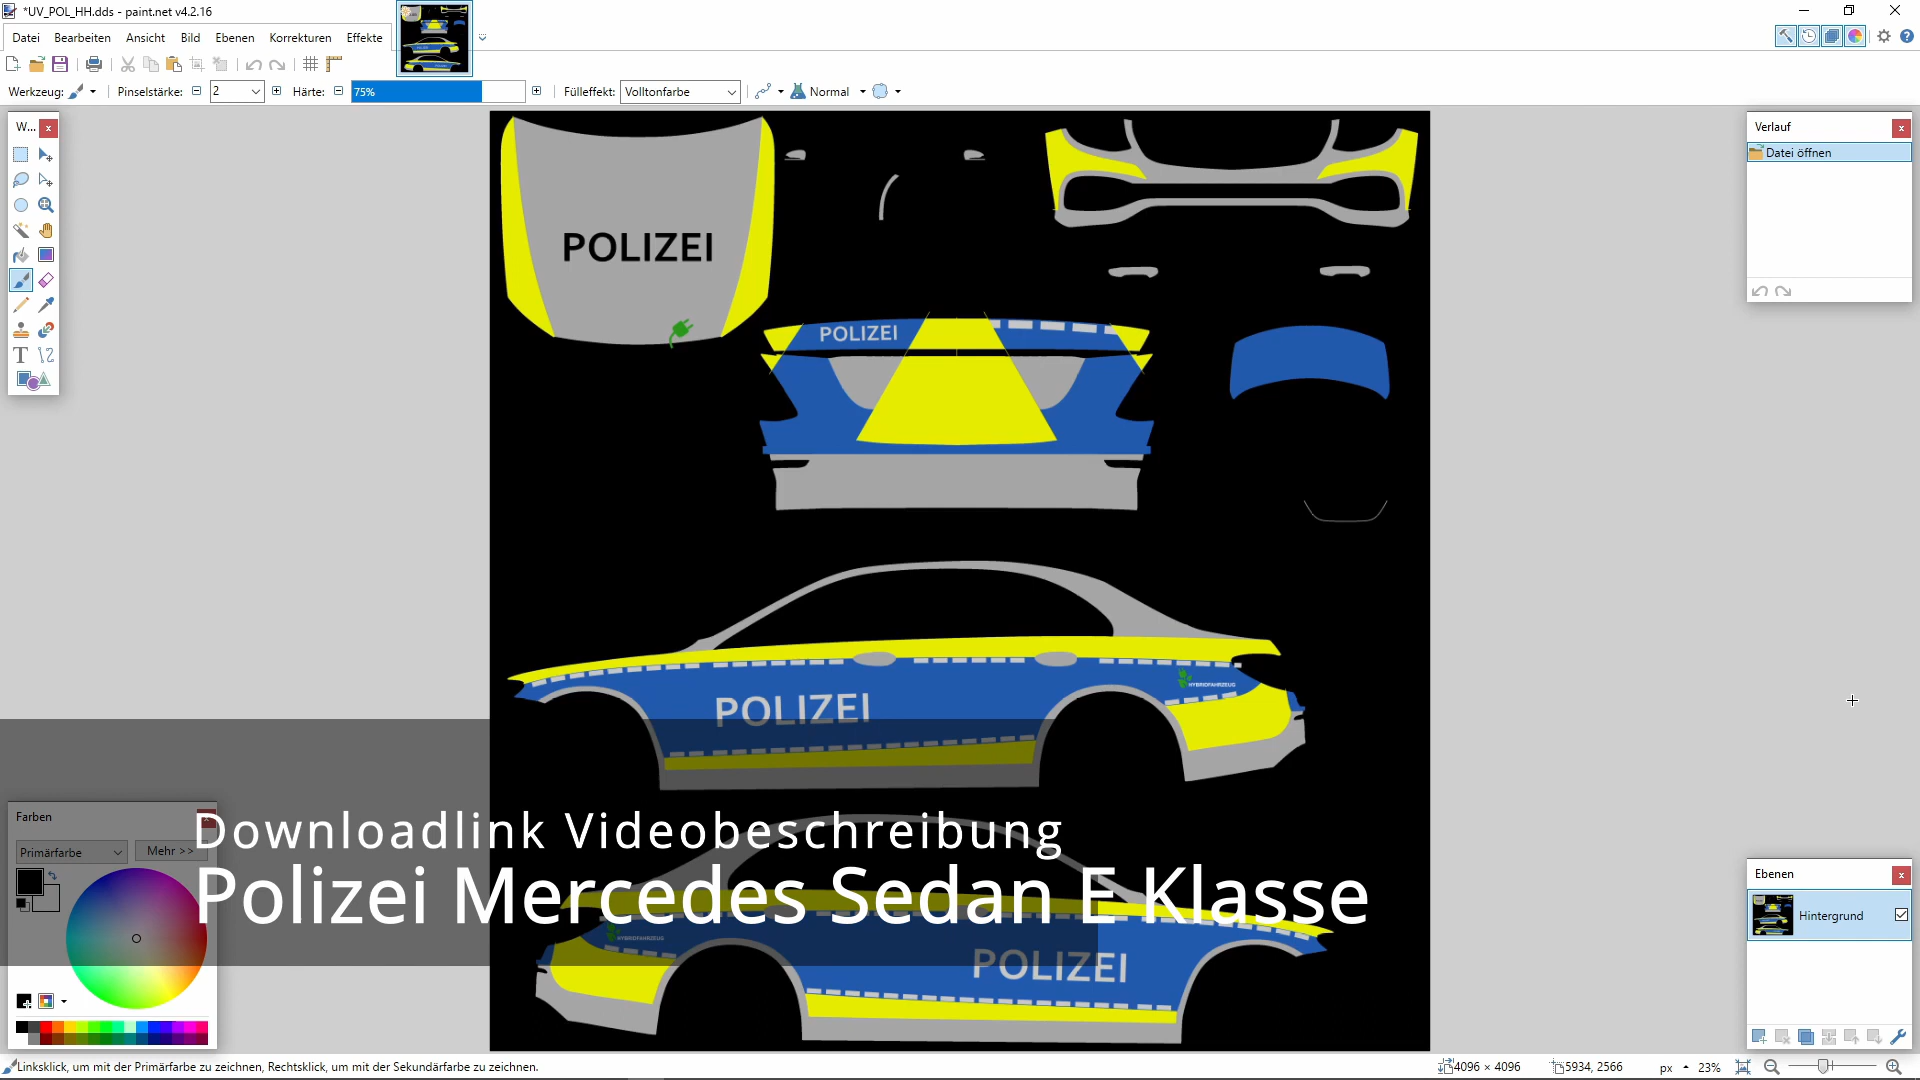 *UV_POL_HH.dds - paint.net v4.2.16
Datei Bearbeiten Ansicht Bild Ebenen Korrekturen Effekte
Werkzeug: Pinselstärke: 2 Härte: 75% Fülleffekt: Volltonfarbe Normal
W...
Verlauf
Datei öffnen
POLIZEI
POLIZEI
HYBRIDFAHRZEUG
POLIZEI
Farben
Primärfarbe Mehr >>
Downloadlink Videobeschreibung
Polizei Mercedes Sedan E Klasse
HYBRIDFAHRZEUG
POLIZEI
Ebenen
Hintergrund
Linksklick, um mit der Primärfarbe zu zeichnen, Rechtsklick, um mit der Sekundärfarbe zu zeichnen. 4096 × 4096 5934, 2566 px 23%